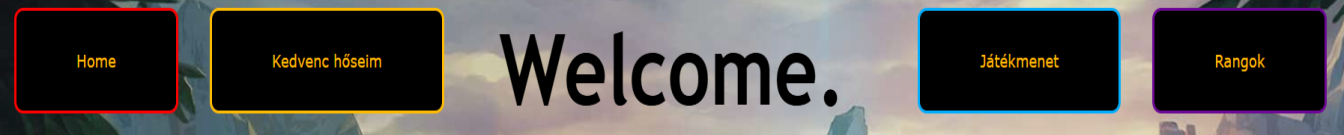 Home
Kedvenc hőseim
Welcome.
Játékmenet
Rangok